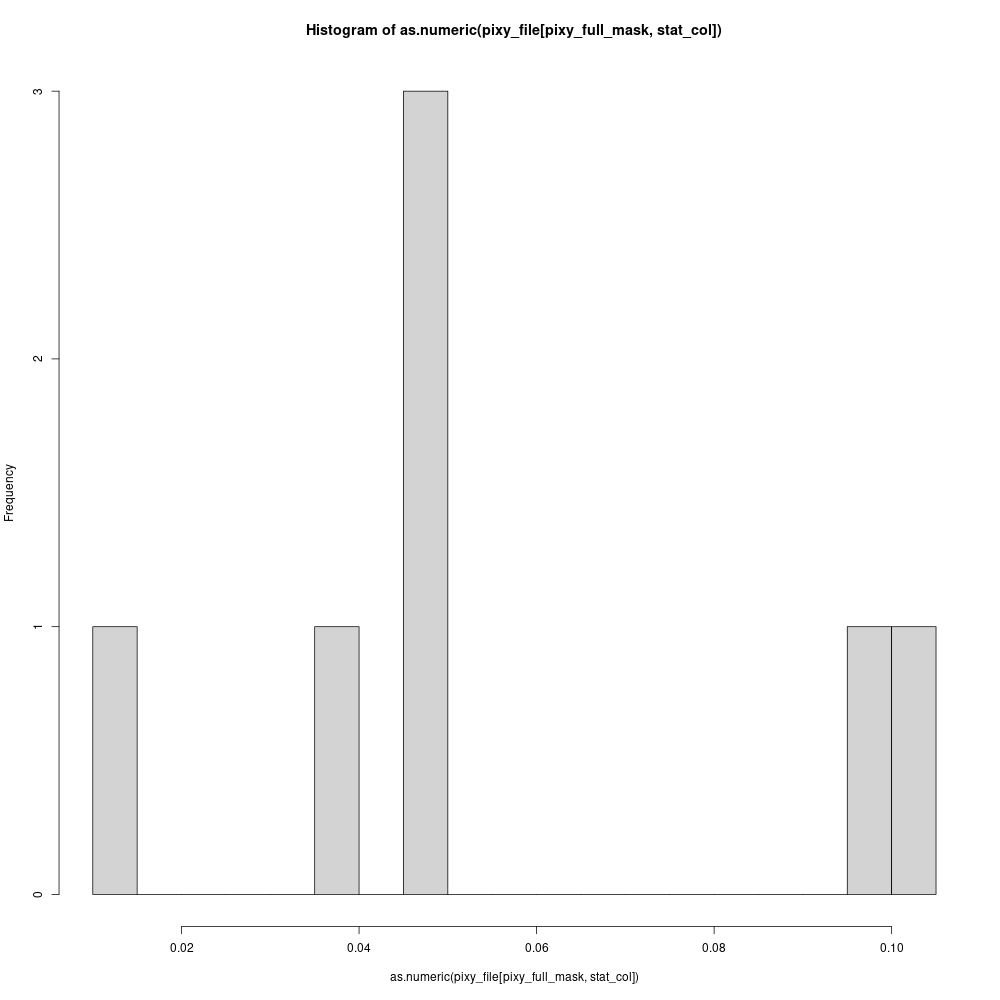 Histogram of as.numeric(pixy_file[pixy_full_mask, stat_col])
3
2
1
0
Frequency
0.02 0.04 0.06 0.08 0.10
as.numeric(pixy_file[pixy_full_mask, stat_col])